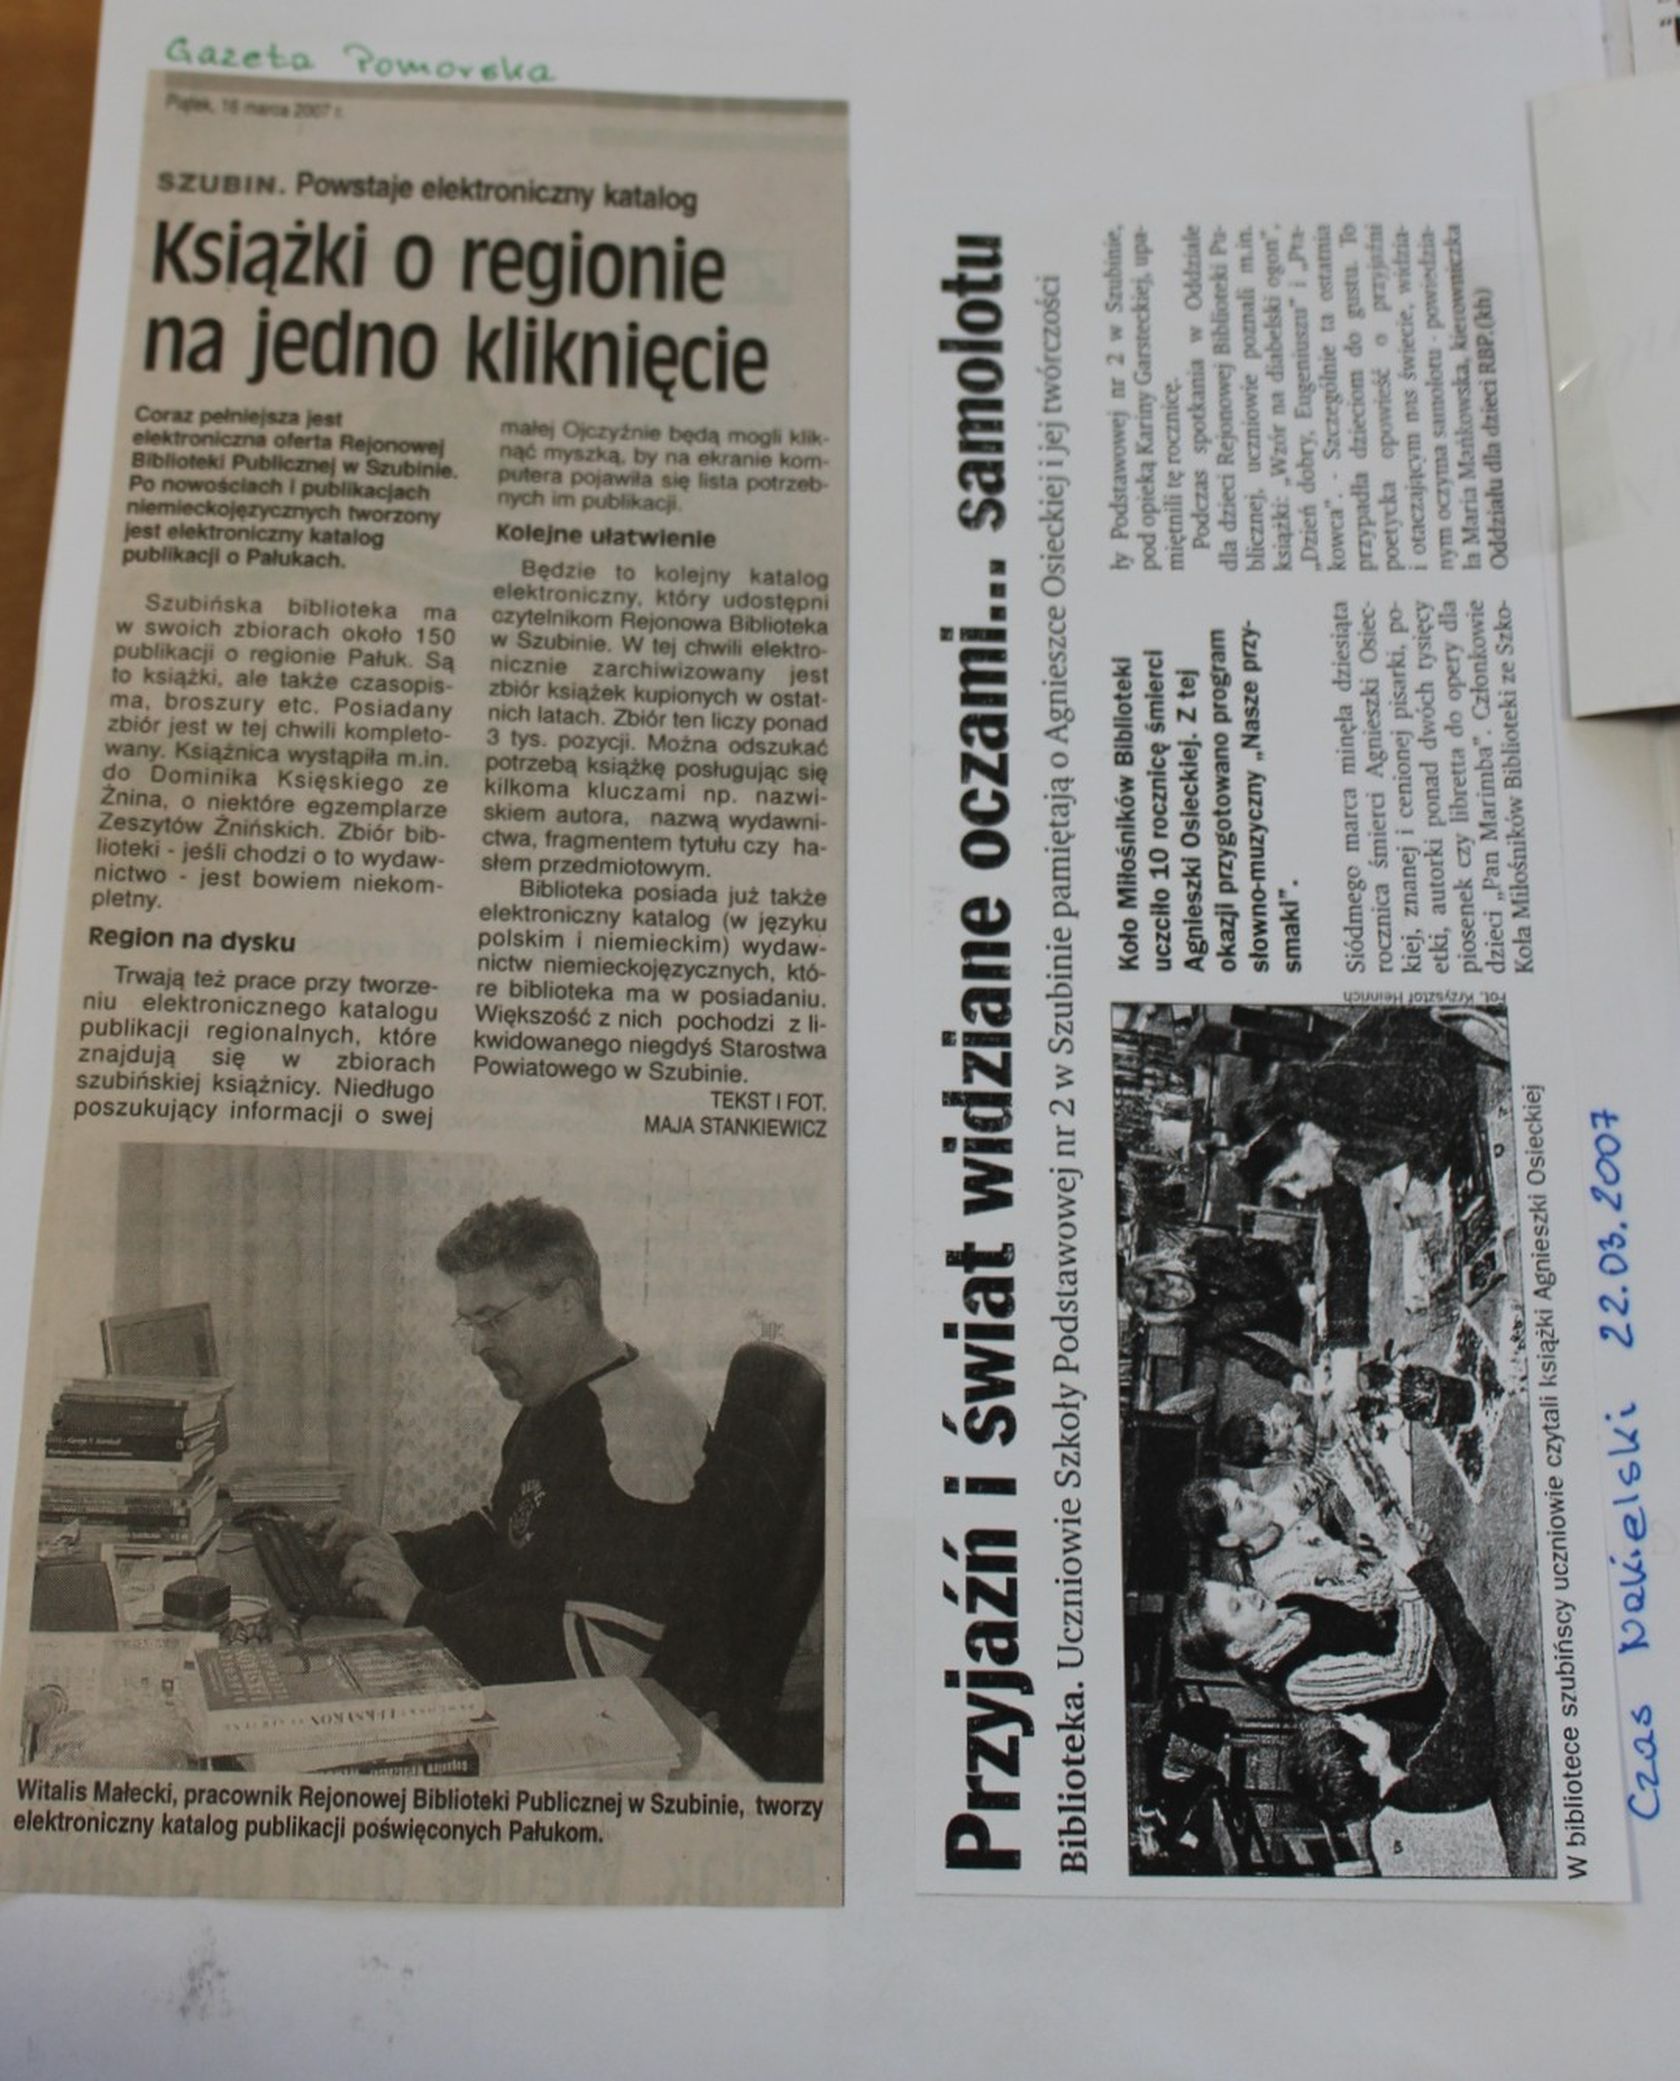 Gazeta Pomorska
Piątek, 16 marca 2007 r.
SZUBIN. Powstaje elektroniczny katalog
Książki o regionie
na jedno kliknięcie
Coraz pełniejsza jest
elektroniczna oferta Rejonowej
Biblioteki Publicznej w Szubinie.
Po nowościach i publikacjach
niemieckojęzycznych tworzony
jest elektroniczny katalog
publikacji o Pałukach.
Szubińska biblioteka ma
w swoich zbiorach około 150
publikacji o regionie Pałuk. Są
to książki, ale także czasopis-
ma, broszury etc. Posiadany
zbiór jest w tej chwili kompleto-
wany. Książnica wystąpiła m.in.
do Dominika Księskiego ze
Żnina, o niektóre egzemplarze
Zeszytów Żnińskich. Zbiór bib-
lioteki - jeśli chodzi o to wydaw-
nictwo - jest bowiem niekom-
pletny.
Region na dysku
Trwają też prace przy tworze-
niu elektronicznego katalogu
publikacji regionalnych, które
znajdują się w zbiorach
szubińskiej książnicy. Niedługo
poszukujący informacji o swej
małej Ojczyźnie będą mogli klik-
nąć myszką, by na ekranie kom-
putera pojawiła się lista potrzeb-
nych im publikacji.
Kolejne ułatwienie
Będzie to kolejny katalog
elektroniczny, który udostępni
czytelnikom Rejonowa Biblioteka
w Szubinie. W tej chwili elektro-
nicznie zarchiwizowany jest
zbiór książek kupionych w ostat-
nich latach. Zbiór ten liczy ponad
3 tys. pozycji. Można odszukać
potrzebą książkę posługując się
kilkoma kluczami np. nazwi-
skiem autora, nazwą wydawni-
ctwa, fragmentem tytułu czy ha-
słem przedmiotowym.
Biblioteka posiada już także
elektroniczny katalog (w języku
polskim i niemieckim) wydaw-
nictw niemieckojęzycznych, któ-
re biblioteka ma w posiadaniu.
Większość z nich pochodzi z li-
kwidowanego niegdyś Starostwa
Powiatowego w Szubinie.
TEKST I FOT.
MAJA STANKIEWICZ
Witalis Małecki, pracownik Rejonowej Biblioteki Publicznej w Szubinie, tworzy
elektroniczny katalog publikacji poświęconych Pałukom.
Przyjaźń i świat widziane oczami... samolotu
Biblioteka. Uczniowie Szkoły Podstawowej nr 2 w Szubinie pamiętają o Agnieszce Osieckiej i jej twórczości
Fot. Krzysztof Heinrich
W bibliotece szubińscy uczniowie czytali książki Agnieszki Osieckiej
Koło Miłośników Biblioteki
uczciło 10 rocznicę śmierci
Agnieszki Osieckiej. Z tej
okazji przygotowano program
słowno-muzyczny „Nasze przy-
smaki”.
Siódmego marca minęła dziesiąta
rocznica śmierci Agnieszki Osiec-
kiej, znanej i cenionej pisarki, po-
etki, autorki ponad dwóch tysięcy
piosenek czy libretta do opery dla
dzieci „Pan Marimba”. Członkowie
Koła Miłośników Biblioteki ze Szko-
ły Podstawowej nr 2 w Szubinie,
pod opieką Kariny Garsteckiej, upa-
miętnili tę rocznicę.
Podczas spotkania w Oddziale
dla dzieci Rejonowej Biblioteki Pu-
blicznej, uczniowie poznali m.in.
książki: „Wzór na diabelski ogon”,
„Dzień dobry, Eugeniuszu” i „Pta-
kowca”. - Szczególnie ta ostatnia
przypadła dzieciom do gustu. To
poetycka opowieść o przyjaźni
i otaczającym nas świecie, widzia-
nym oczyma samolotu - powiedzia-
ła Maria Mańkowska, kierowniczka
Oddziału dla dzieci RBP.(kh)
Czas Nakielski 22.03.2007